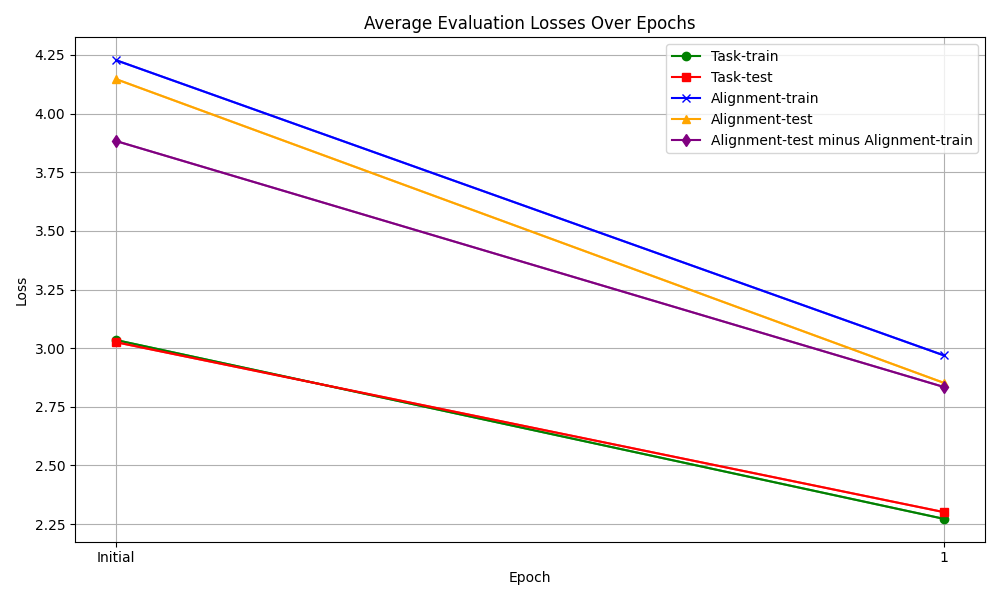 Average Evaluation Losses Over Epochs
Task-train
Task-test
Alignment-train
Alignment-test
Alignment-test minus Alignment-train
4.25
4.00
3.75
3.50
3.25
3.00
2.75
2.50
2.25
Loss
Initial
1
Epoch